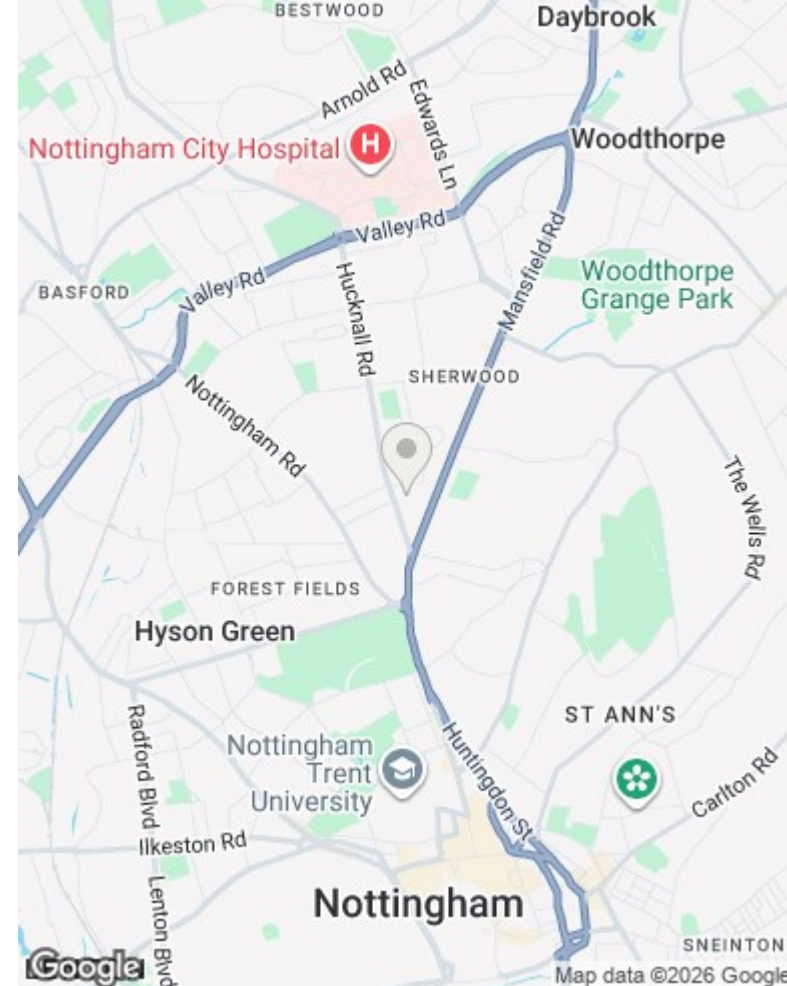 BESTWOOD
Daybrook
Arnold Rd
Edwards Ln
Nottingham City Hospital
H
Woodthorpe
Valley Rd
Mansfield Rd
Woodthorpe
Grange Park
BASFORD
Valley Rd
Hucknall Rd
SHERWOOD
Nottingham Rd
The Wells Rd
FOREST FIELDS
Hyson Green
ST ANN'S
Radford Blvd
Nottingham
Trent
University
Huntingdon St
Carlton Rd
Ilkeston Rd
Lenton Blvd
Nottingham
SNEINTON
Google
Map data ©2026 Google